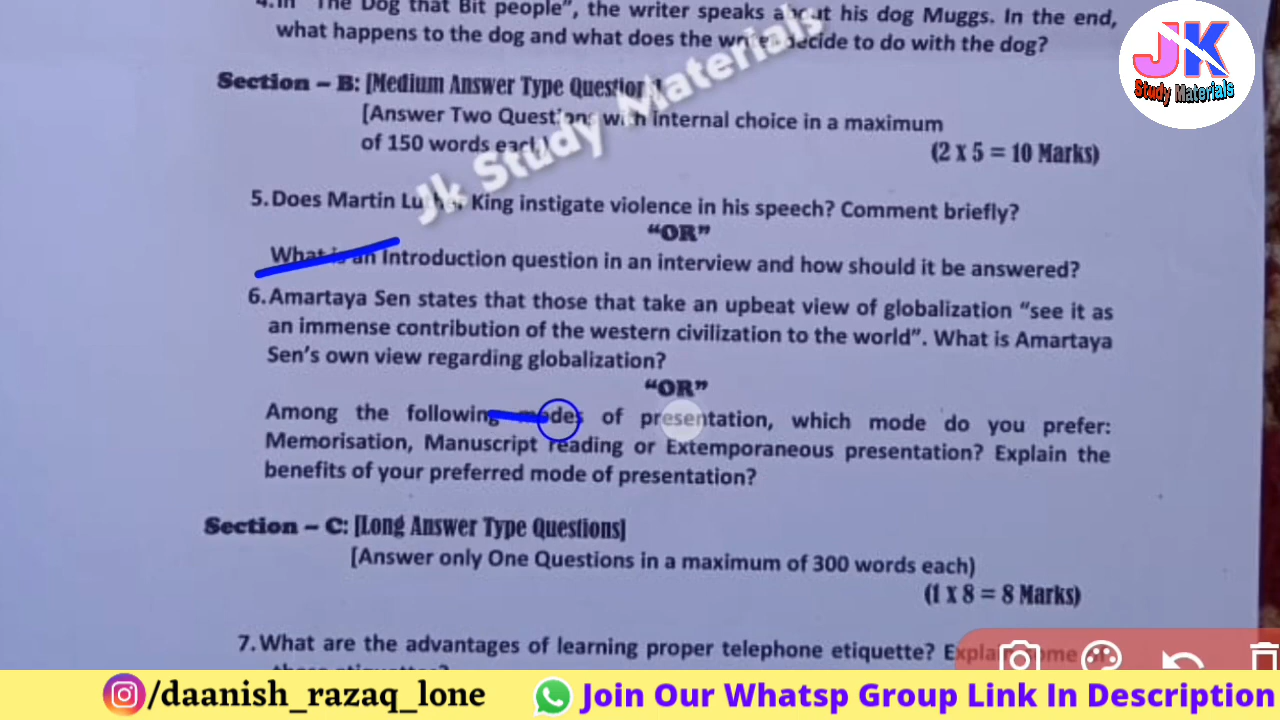 4. In "The Dog that Bit people", the writer speaks about his dog Muggs. In the end,
what happens to the dog and what does the writer decide to do with the dog?
JK
Study Materials
Section – B: [Medium Answer Type Question
[Answer Two Questions with internal choice in a maximum
of 150 words each]
(2 x 5 = 10 Marks)
Jk Study Materials
5. Does Martin Luther King instigate violence in his speech? Comment briefly?
"OR"
What is an introduction question in an interview and how should it be answered?
6. Amartaya Sen states that those that take an upbeat view of globalization "see it as
an immense contribution of the western civilization to the world". What is Amartaya
Sen's own view regarding globalization?
"OR"
Among the following modes of presentation, which mode do you prefer:
Memorisation, Manuscript reading or Extemporaneous presentation? Explain the
benefits of your preferred mode of presentation?
Section – C: [Long Answer Type Questions]
[Answer only One Questions in a maximum of 300 words each)
(1 X 8 = 8 Marks)
7. What are the advantages of learning proper telephone etiquette? Explain some of
/daanish_razaq_lone
Join Our Whatsp Group Link In Description